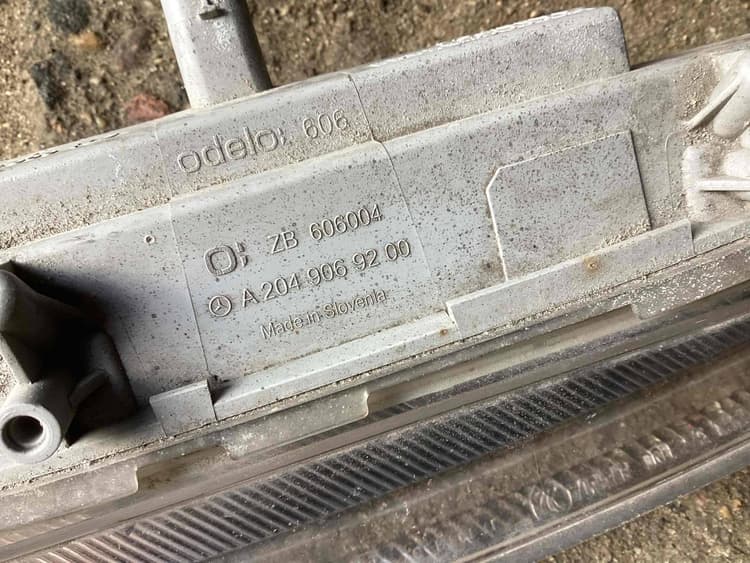 odelo: 606
ZB 606004
A 204 906 92 00
Made in Slovenia